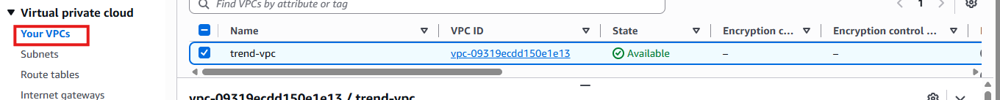 Virtual private cloud
Your VPCs
Subnets
Route tables
Internet gateways
Find VPCs by attribute or tag
1
Name VPC ID State Encryption c... Encryption control ...
trend-vpc vpc-09319ecdd150e1e13 Available – –
vpc-09319ecdd150e1e13 / trend-vpc